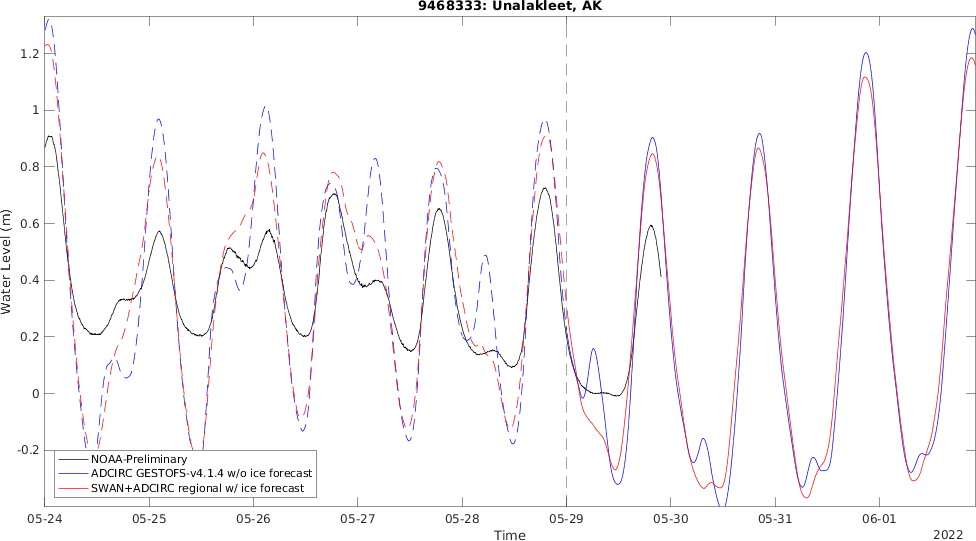 9468333: Unalakleet, AK
1.2
1
0.8
0.6
0.4
0.2
0
-0.2
Water Level (m)
NOAA-Preliminary
ADCIRC GESTOFS-v4.1.4 w/o ice forecast
SWAN+ADCIRC regional w/ ice forecast
05-24 05-25 05-26 05-27 05-28 05-29 05-30 05-31 06-01
Time
2022